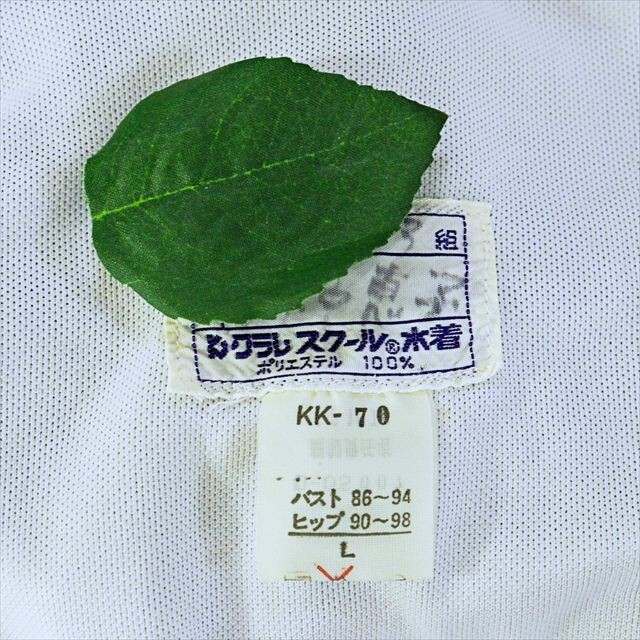 組
クラレスクール®水着
ポリエステル 100%
KK-70
バスト 86~94
ヒップ 90~98
L